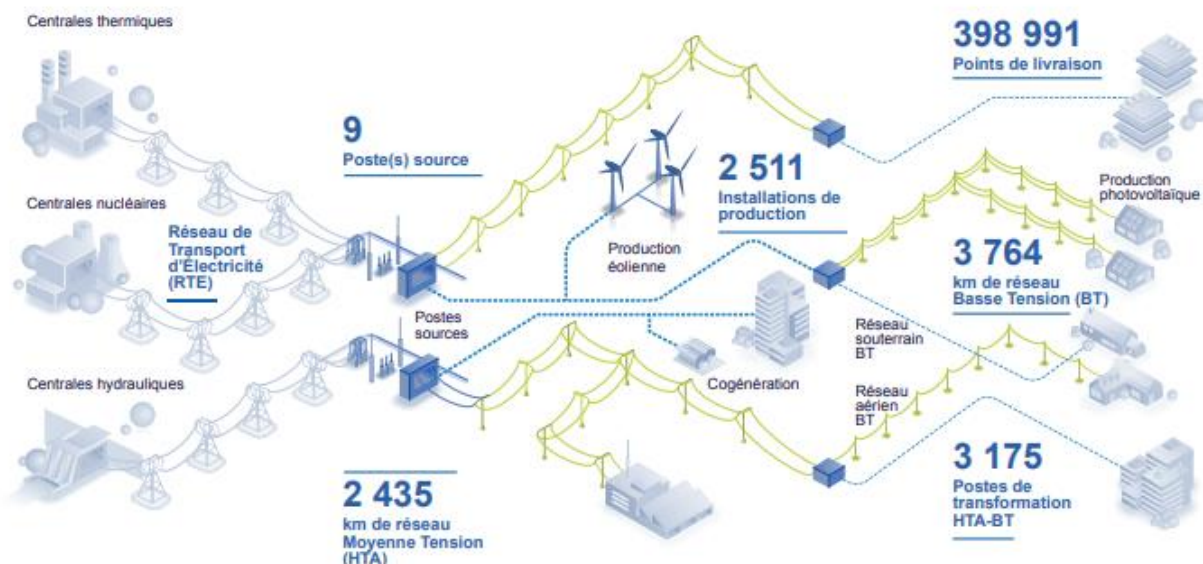 Centrales thermiques
398 991
Points de livraison
9
Poste(s) source
2 511
Installations de
production
Production
photovoltaïque
Centrales nucléaires
Réseau de
Transport
d'Électricité
(RTE)
Production
éolienne
3 764
km de réseau
Basse Tension (BT)
Postes
sources
Réseau
souterrain
BT
Centrales hydrauliques
Cogénération
Réseau
aérien
BT
2 435
km de réseau
Moyenne Tension
(HTA)
3 175
Postes de
transformation
HTA-BT